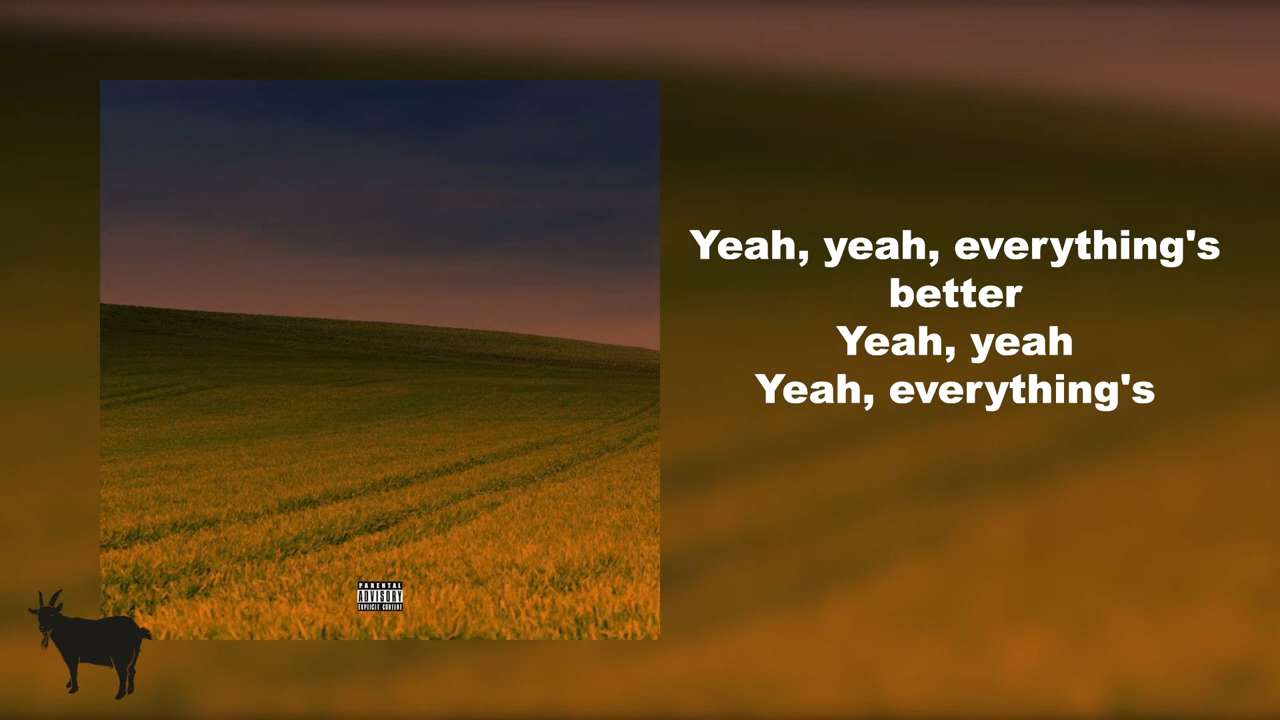 Yeah, yeah, everything's
better
Yeah, yeah
Yeah, everything's
PARENTAL
ADVISORY
EXPLICIT CONTENT